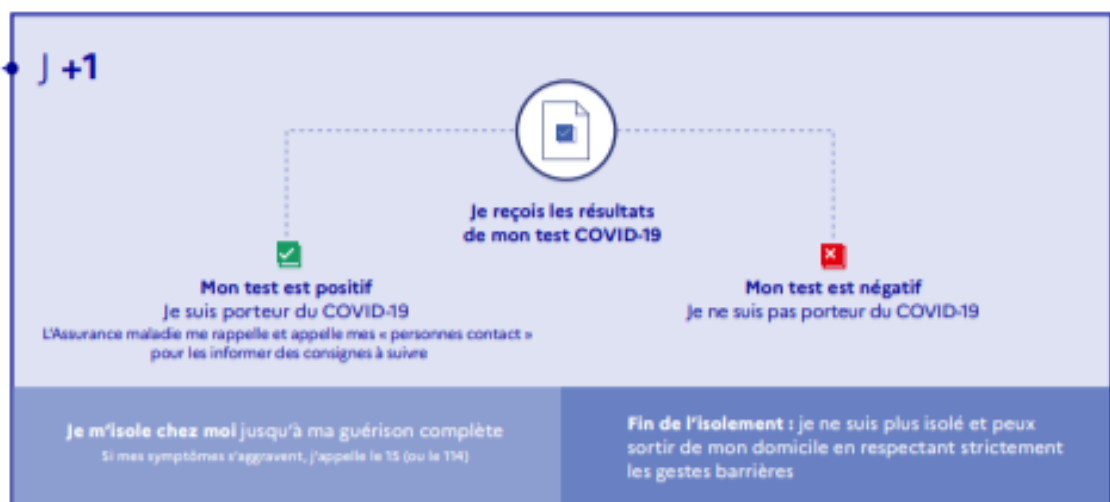 J +1
Je reçois les résultats
de mon test COVID-19
Mon test est positif
Je suis porteur du COVID-19
L'Assurance maladie me rappelle et appelle mes « personnes contact »
pour les informer des consignes à suivre
Mon test est négatif
Je ne suis pas porteur du COVID-19
Je m'isole chez moi jusqu'à ma guérison complète
Si mes symptômes s'aggravent, j'appelle le 15 (ou le 114)
Fin de l'isolement : je ne suis plus isolé et peux
sortir de mon domicile en respectant strictement
les gestes barrières